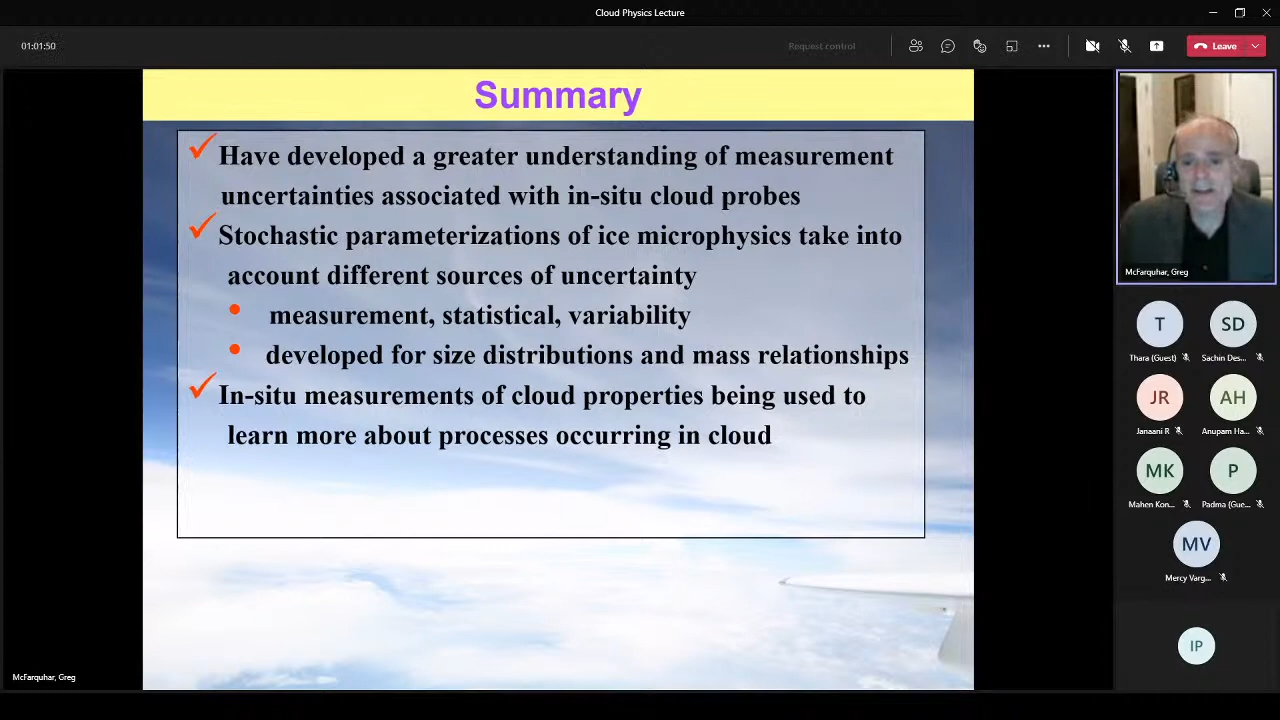 Cloud Physics Lecture
01:01:50
Request control
Leave
Summary
Have developed a greater understanding of measurement
uncertainties associated with in-situ cloud probes
Stochastic parameterizations of ice microphysics take into
account different sources of uncertainty
measurement, statistical, variability
developed for size distributions and mass relationships
In-situ measurements of cloud properties being used to
learn more about processes occurring in cloud
McFarquhar, Greg
T
SD
Thara (Guest)
Sachin Des...
JR
AH
Janaani R
Anupam Ha...
MK
P
Mahen Kon...
Padma (Gue...
MV
Mercy Varg...
IP
McFarquhar, Greg